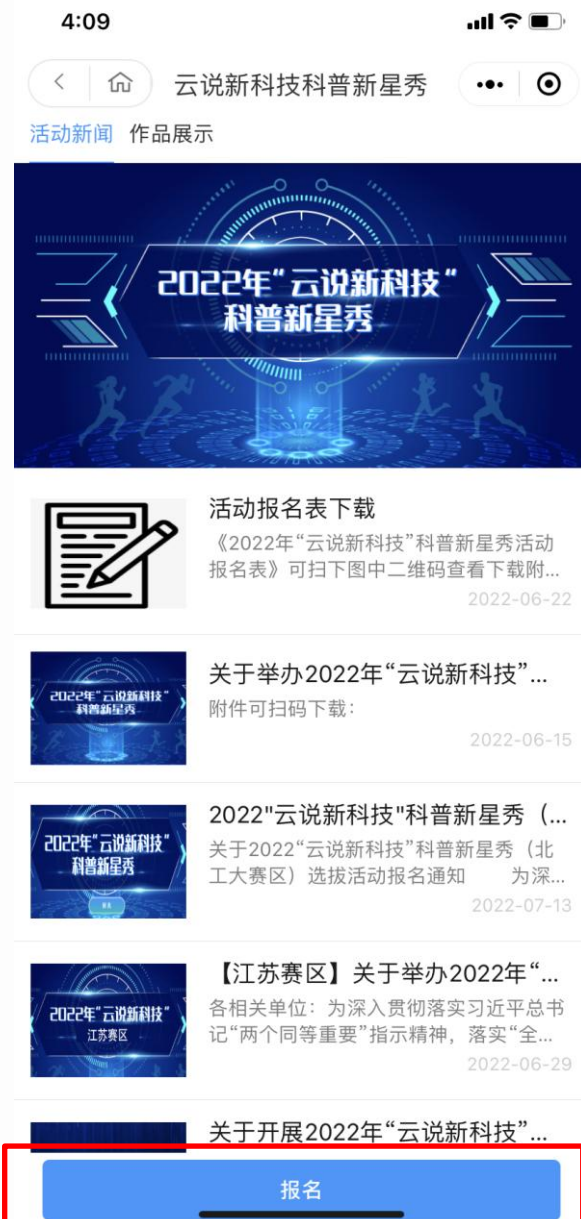 4:09
云说新科技科普新星秀
活动新闻 作品展示
2022年“云说新科技“
科普新星秀
活动报名表下载
《2022年“云说新科技”科普新星秀活动
报名表》可扫下图中二维码查看下载附...
2022-06-22
2022年“云说新科技“
科普新星秀
关于举办2022年“云说新科技”...
附件可扫码下载：
2022-06-15
2022年“云说新科技“
科普新星秀
2022"云说新科技"科普新星秀（...
关于2022“云说新科技”科普新星秀（北
工大赛区）选拔活动报名通知 为深...
2022-07-13
2022年“云说新科技“
江苏赛区
【江苏赛区】关于举办2022年“...
各相关单位：为深入贯彻落实习近平总书
记“两个同等重要”指示精神，落实“全...
2022-06-29
关于开展2022年“云说新科技”...
报名